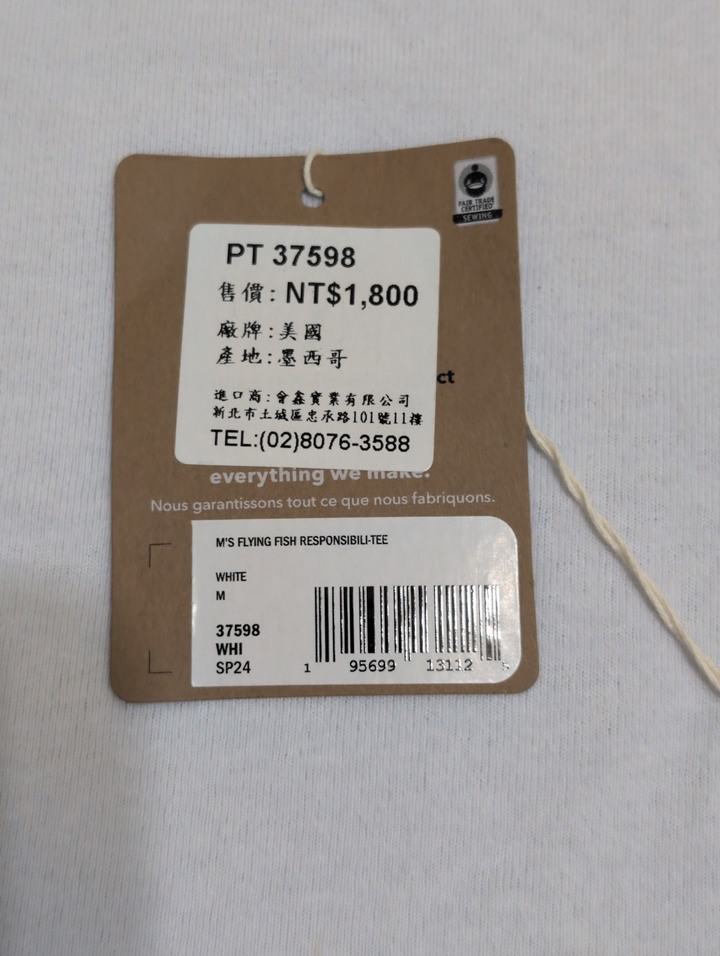 FAIR TRADE
CERTIFIED
SEWING
PT 37598
售價: NT$1,800
廠牌:美國
產地:墨西哥
ct
進口商:會鑫實業有限公司
新北市土城區忠承路101號11樓
TEL:(02)8076-3588
everything we make.
Nous garantissons tout ce que nous fabriquons.
M'S FLYING FISH RESPONSIBILI-TEE
WHITE
M
37598
WHI
SP24
1 95699 13112 5